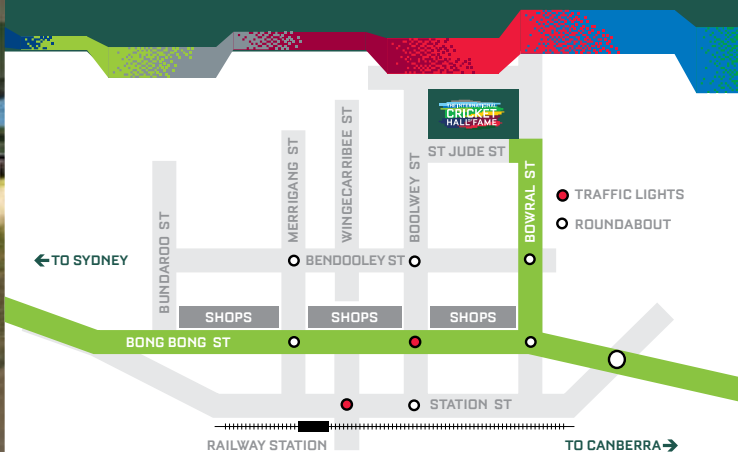 THE INTERNATIONAL
CRICKET
HALL OF FAME
ST JUDE ST
BUNDAROO ST
MERRIGANG ST
WINGECARRIBEE ST
BOOLWEY ST
BOWRAL ST
TRAFFIC LIGHTS
ROUNDABOUT
TO SYDNEY
BENDOOLEY ST
SHOPS
SHOPS
SHOPS
BONG BONG ST
STATION ST
RAILWAY STATION
TO CANBERRA